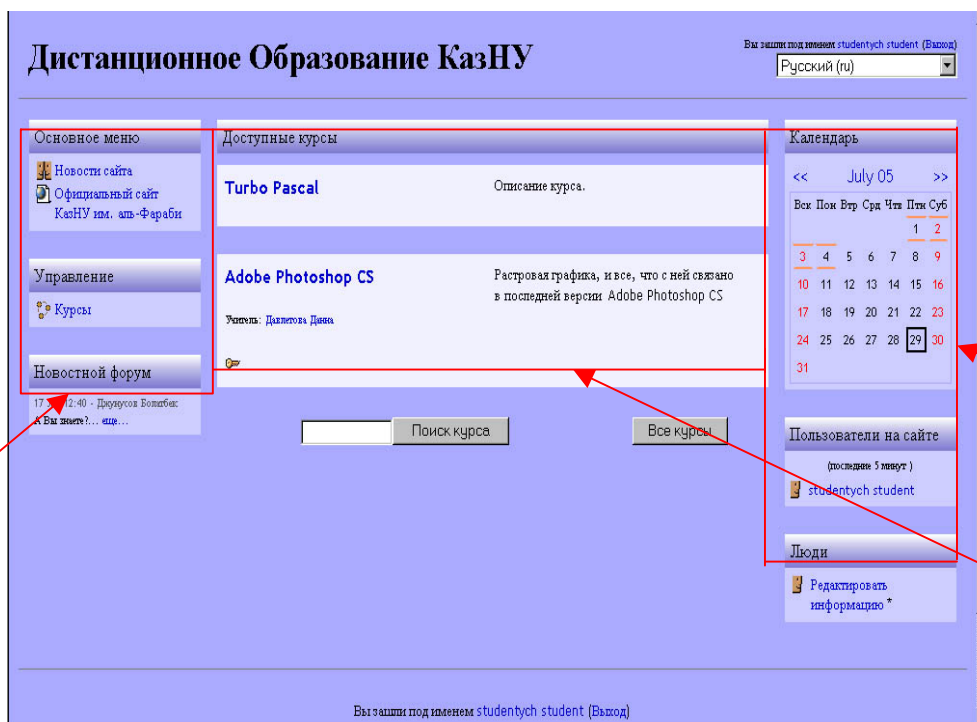 Дистанционное Образование КазНУ
Вы зашли под именем studentych student (Выход)
Русский (ru)
Основное меню
Новости сайта
Официальный сайт
КазНУ им. аль-Фараби
Управление
Курсы
Новостной форум
17 12:40 - Джунусов Болатбек
А Вы знаете?... еще...
Доступные курсы
Turbo Pascal
Описание курса.
Adobe Photoshop CS
Растровая графика, и все, что с ней связано
в последней версии Adobe Photoshop CS
Учитель: Давлетова Данна
Поиск курса
Все курсы
Календарь
<< July 05 >>
Вск Пон Втр Срд Чтв Птн Суб
1 2
3 4 5 6 7 8 9
10 11 12 13 14 15 16
17 18 19 20 21 22 23
24 25 26 27 28 29 30
31
Пользователи на сайте
(последние 5 минут )
studentych student
Люди
Редактировать
информацию *
Вы зашли под именем studentych student (Выход)